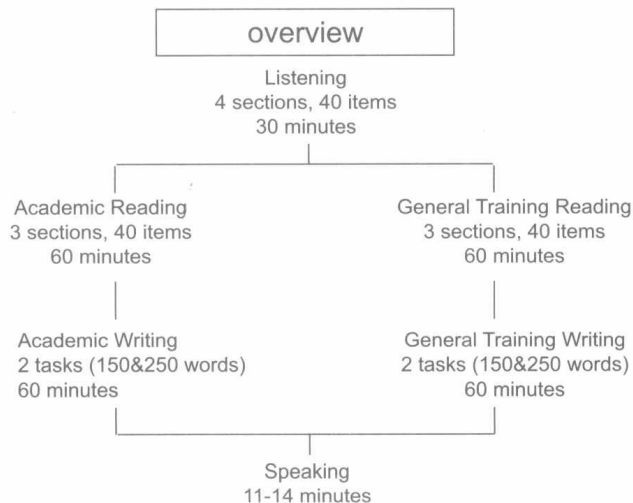 overview
Listening
4 sections, 40 items
30 minutes
Academic Reading
3 sections, 40 items
60 minutes
General Training Reading
3 sections, 40 items
60 minutes
Academic Writing
2 tasks (150&250 words)
60 minutes
General Training Writing
2 tasks (150&250 words)
60 minutes
Speaking
11-14 minutes